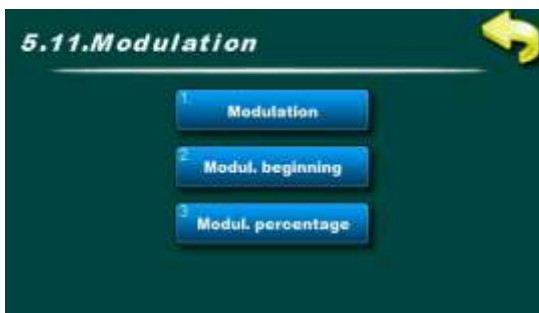 5.11.Modulation
1.
Modulation
2
Modul. beginning
3
Modul. percentage